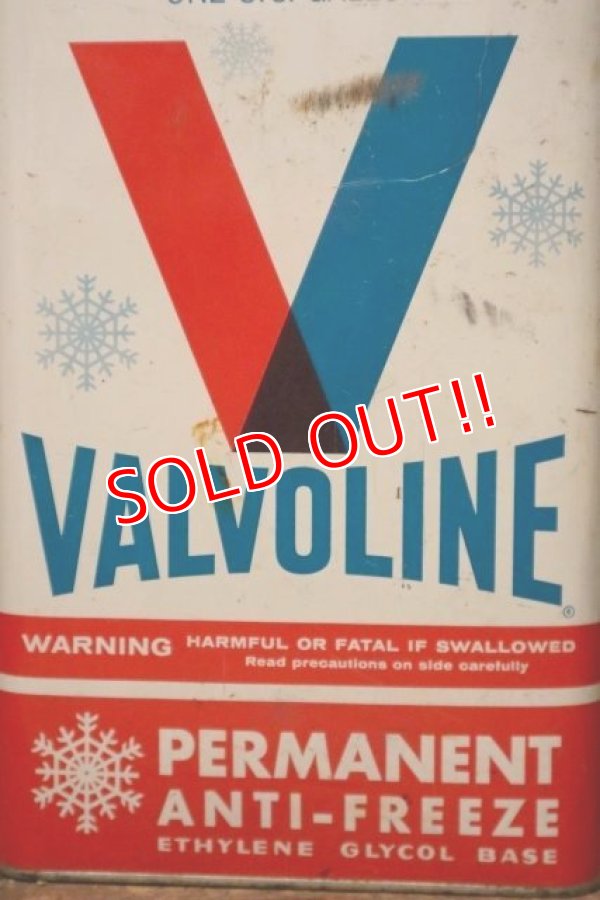 SOLD OUT!!
VALVOLINE
WARNING HARMFUL OR FATAL IF SWALLOWED
Read precautions on side carefully
PERMANENT
ANTI-FREEZE
ETHYLENE GLYCOL BASE